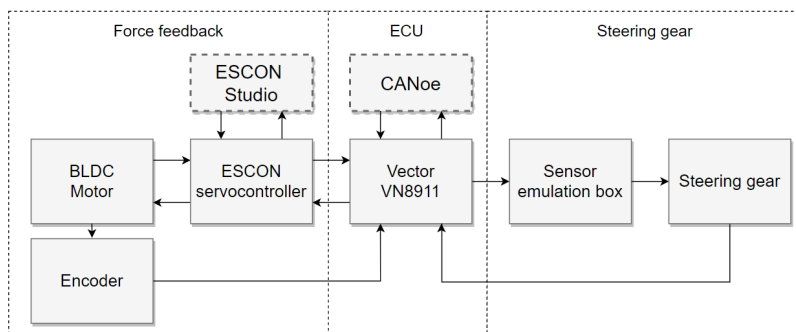 Force feedback
ECU
Steering gear
ESCON
Studio
CANoe
BLDC
Motor
ESCON
servocontroller
Vector
VN8911
Sensor
emulation box
Steering gear
Encoder